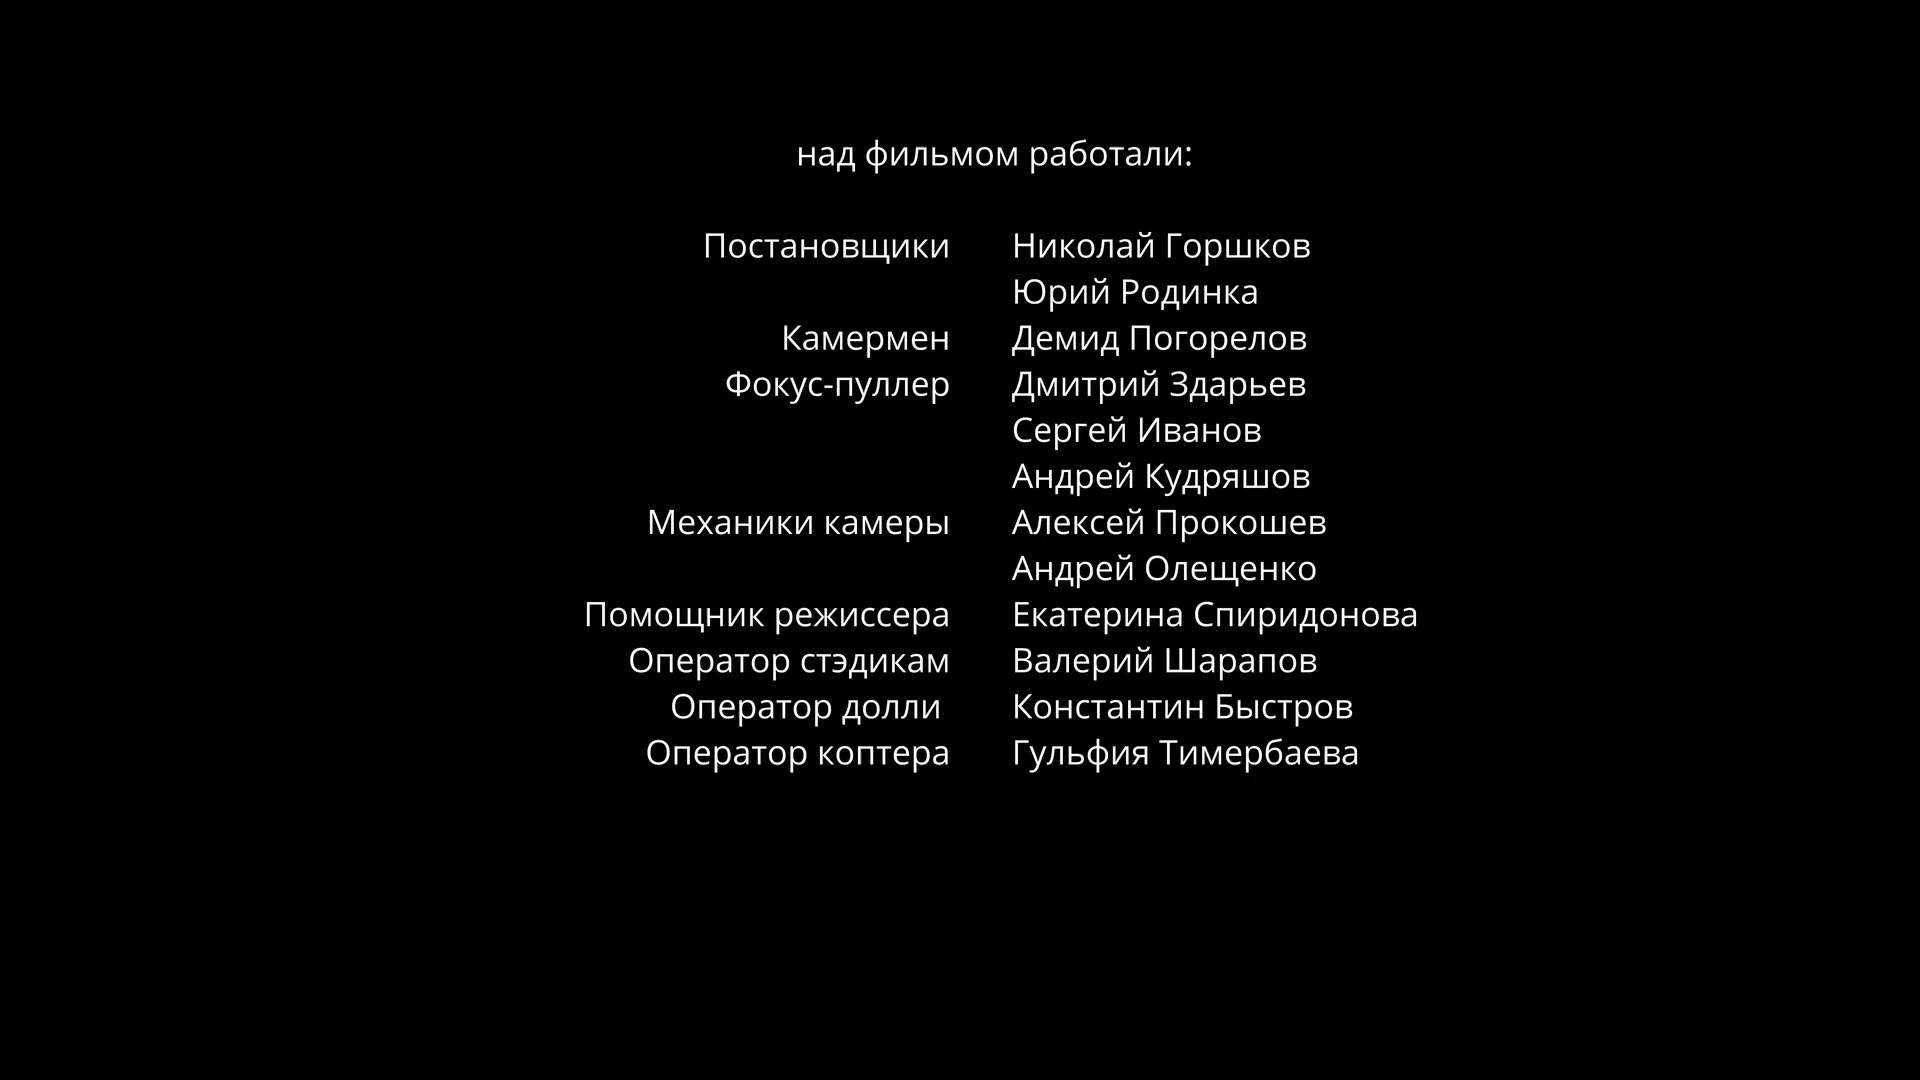 над фильмом работали:
Постановщики Николай Горшков
Юрий Родинка
Камермен Демид Погорелов
Фокус-пуллер Дмитрий Здарьев
Сергей Иванов
Андрей Кудряшов
Механики камеры Алексей Прокошев
Андрей Олещенко
Помощник режиссера Екатерина Спиридонова
Оператор стэдикам Валерий Шарапов
Оператор долли Константин Быстров
Оператор коптера Гульфия Тимербаева